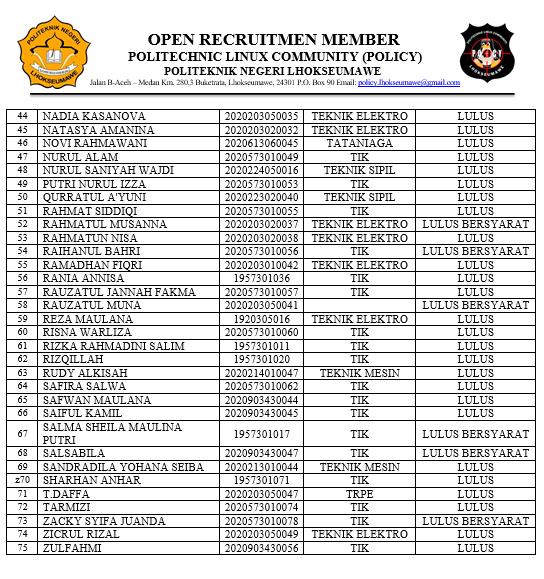 POLITEKNIK NEGERI
LHOKSEUMAWE
OPEN RECRUITMEN MEMBER
POLITECHNIC LINUX COMMUNITY (POLICY)
POLITEKNIK NEGERI LHOKSEUMAWE
Jalan B-Aceh – Medan Km. 280,3 Buketrata, Lhokseumawe, 24301 P.O. Box 90 Email: policy.lhokseumawe@gmail.com
POLICY
44 NADIA KASANOVA 2020203050035 TEKNIK ELEKTRO LULUS
45 NATASYA AMANINA 2020203020032 TEKNIK ELEKTRO LULUS
46 NOVI RAHMAWANI 2020613060045 TATANIAGA LULUS
47 NURUL ALAM 2020573010049 TIK LULUS
48 NURUL SANIYAH WAJDI 2020224050016 TEKNIK SIPIL LULUS
49 PUTRI NURUL IZZA 2020573010053 TIK LULUS
50 QURRATUL A'YUNI 2020223020040 TEKNIK SIPIL LULUS
51 RAHMAT SIDDIQI 2020573010055 TIK LULUS
52 RAHMATUL MUSANNA 2020203020037 TEKNIK ELEKTRO LULUS BERSYARAT
53 RAHMATUN NISA 2020203020038 TEKNIK ELEKTRO LULUS
54 RAIHANUL BAHRI 2020573010056 TIK LULUS BERSYARAT
55 RAMADHAN FIQRI 2020203010042 TEKNIK ELEKTRO LULUS
56 RANIA ANNISA 1957301036 TIK LULUS
57 RAUZATUL JANNAH FAKMA 2020573010057 TIK LULUS
58 RAUZATUL MUNA 2020203050041 LULUS BERSYARAT
59 REZA MAULANA 1920305016 TEKNIK ELEKTRO LULUS
60 RISNA WARLIZA 2020573010060 TIK LULUS
61 RIZKA RAHMADINI SALIM 1957301011 TIK LULUS
62 RIZQILLAH 1957301020 TIK LULUS
63 RUDY ALKISAH 2020214010047 TEKNIK MESIN LULUS
64 SAFIRA SALWA 2020573010062 TIK LULUS
65 SAFWAN MAULANA 2020903430044 TIK LULUS
66 SAIFUL KAMIL 2020903430045 TIK LULUS
67 SALMA SHEILA MAULINA PUTRI 1957301017 TIK LULUS BERSYARAT
68 SALSABILA 2020903430047 TIK LULUS BERSYARAT
69 SANDRADILA YOHANA SEIBA 2020213010044 TEKNIK MESIN LULUS
z70 SHARHAN ANHAR 1957301071 TIK LULUS
71 T.DAFFA 2020203050047 TRPE LULUS
72 TARMIZI 2020573010074 TIK LULUS
73 ZACKY SYIFA JUANDA 2020573010078 TIK LULUS BERSYARAT
74 ZICRUL RIZAL 2020203050049 TEKNIK ELEKTRO LULUS
75 ZULFAHMI 2020903430056 TIK LULUS